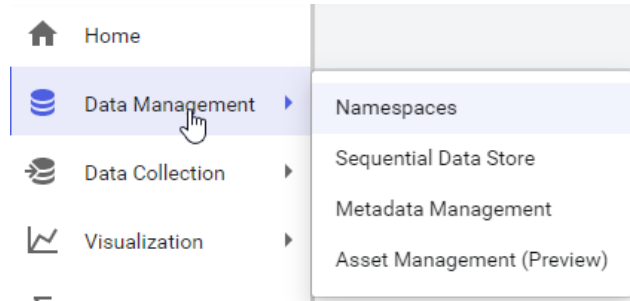 Home
Data Management
Data Collection
Visualization
Namespaces
Sequential Data Store
Metadata Management
Asset Management (Preview)